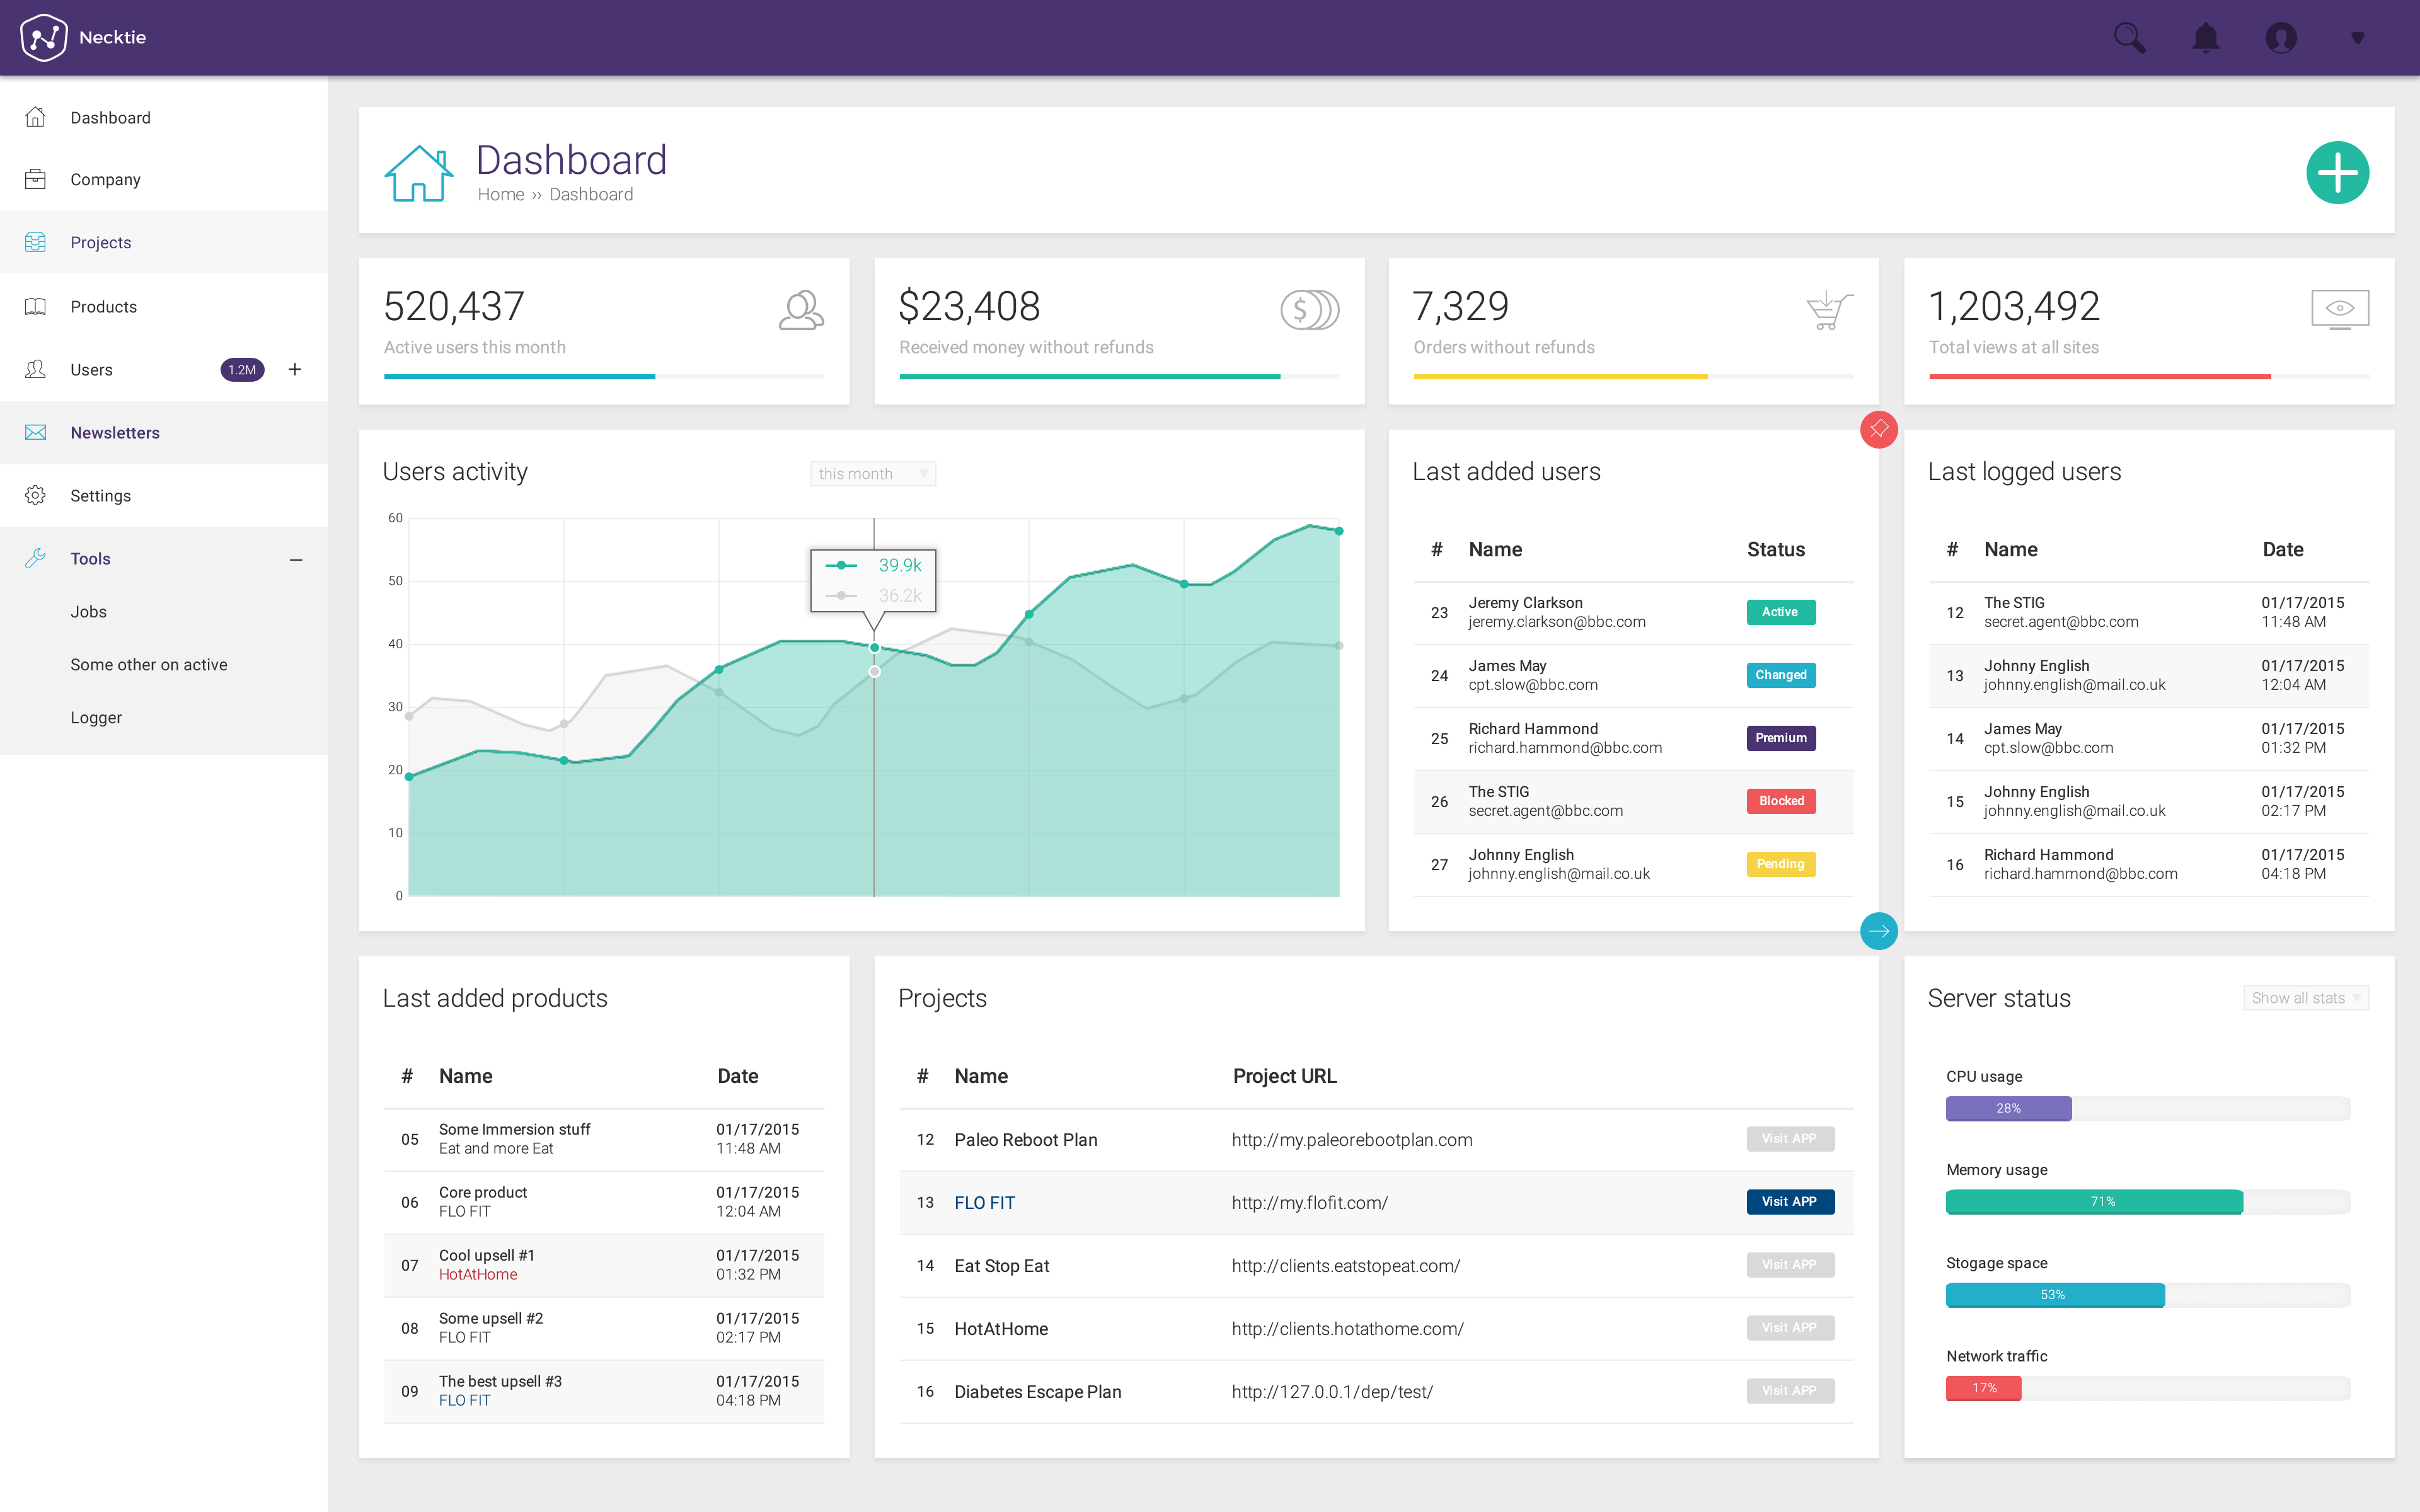 Necktie
Dashboard
Company
Projects
Products
Users 1.2M +
Newsletters
Settings
Tools
Jobs
Some other on active
Logger
Dashboard
Home ›› Dashboard
520,437
Active users this month
$23,408
Received money without refunds
7,329
Orders without refunds
1,203,492
Total views at all sites
Users activity
this month
60
50
40
30
20
10
0
39.9k
36.2k
Last added users
# Name Status
23 Jeremy Clarkson Active
jeremy.clarkson@bbc.com
24 James May Changed
cpt.slow@bbc.com
25 Richard Hammond Premium
richard.hammond@bbc.com
26 The STIG Blocked
secret.agent@bbc.com
27 Johnny English Pending
johnny.english@mail.co.uk
Last logged users
# Name Date
12 The STIG 01/17/2015
secret.agent@bbc.com 11:48 AM
13 Johnny English 01/17/2015
johnny.english@mail.co.uk 12:04 AM
14 James May 01/17/2015
cpt.slow@bbc.com 01:32 PM
15 Johnny English 01/17/2015
johnny.english@mail.co.uk 02:17 PM
16 Richard Hammond 01/17/2015
richard.hammond@bbc.com 04:18 PM
Last added products
# Name Date
05 Some Immersion stuff 01/17/2015
Eat and more Eat 11:48 AM
06 Core product 01/17/2015
FLO FIT 12:04 AM
07 Cool upsell #1 01/17/2015
HotAtHome 01:32 PM
08 Some upsell #2 01/17/2015
FLO FIT 02:17 PM
09 The best upsell #3 01/17/2015
FLO FIT 04:18 PM
Projects
# Name Project URL
12 Paleo Reboot Plan http://my.paleorebootplan.com Visit APP
13 FLO FIT http://my.flofit.com/ Visit APP
14 Eat Stop Eat http://clients.eatstopeat.com/ Visit APP
15 HotAtHome http://clients.hotathome.com/ Visit APP
16 Diabetes Escape Plan http://127.0.0.1/dep/test/ Visit APP
Server status
Show all stats
CPU usage
28%
Memory usage
71%
Stogage space
53%
Network traffic
17%